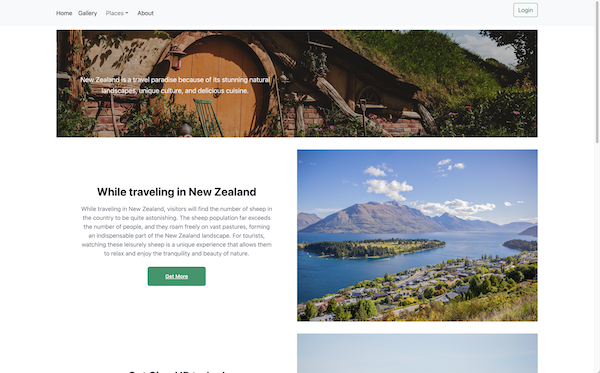 Home Gallery Places About Login
New Zealand is a travel paradise because of its stunning natural
landscapes, unique culture, and delicious cuisine.
While traveling in New Zealand
While traveling in New Zealand, visitors will find the number of sheep in
the country to be quite astonishing. The sheep population far exceeds
the number of people, and they roam freely on vast pastures, forming
an indispensable part of the New Zealand landscape. For tourists,
watching these leisurely sheep is a unique experience that allows them
to relax and enjoy the tranquility and beauty of nature.
Get More